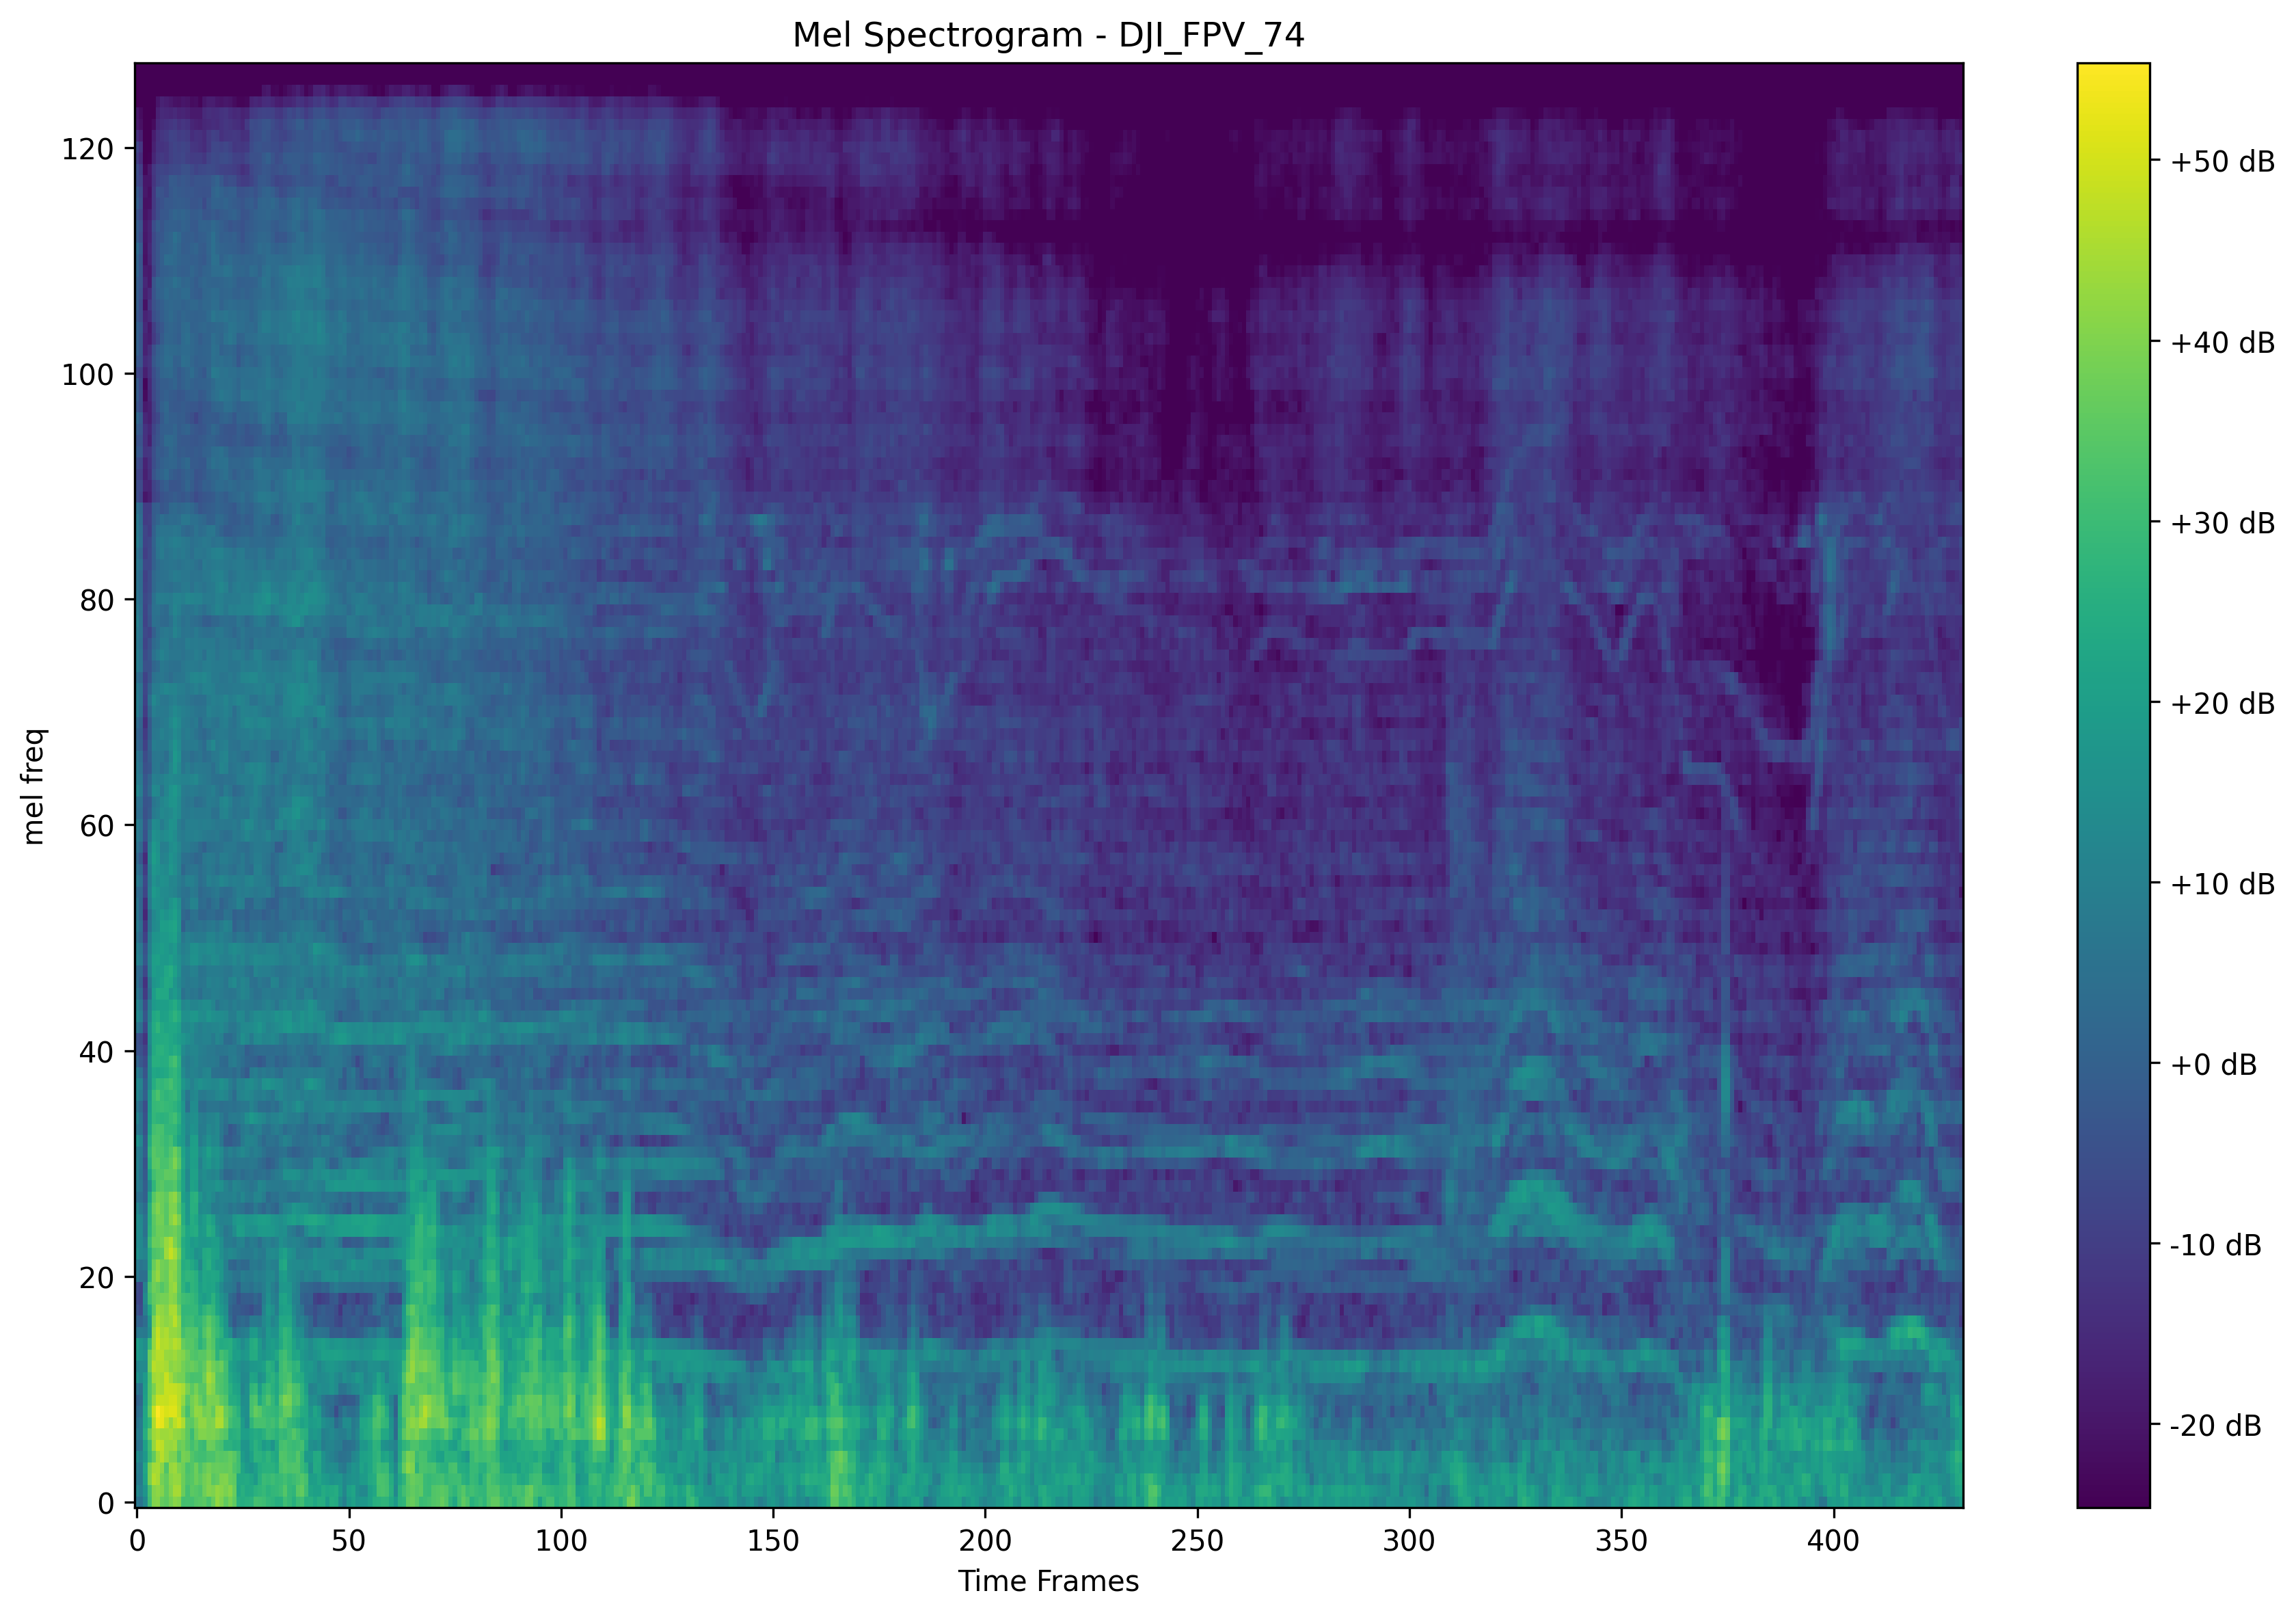 Mel Spectrogram - DJI_FPV_74
mel freq
120
100
80
60
40
20
0
0 50 100 150 200 250 300 350 400
Time Frames
+50 dB
+40 dB
+30 dB
+20 dB
+10 dB
+0 dB
-10 dB
-20 dB